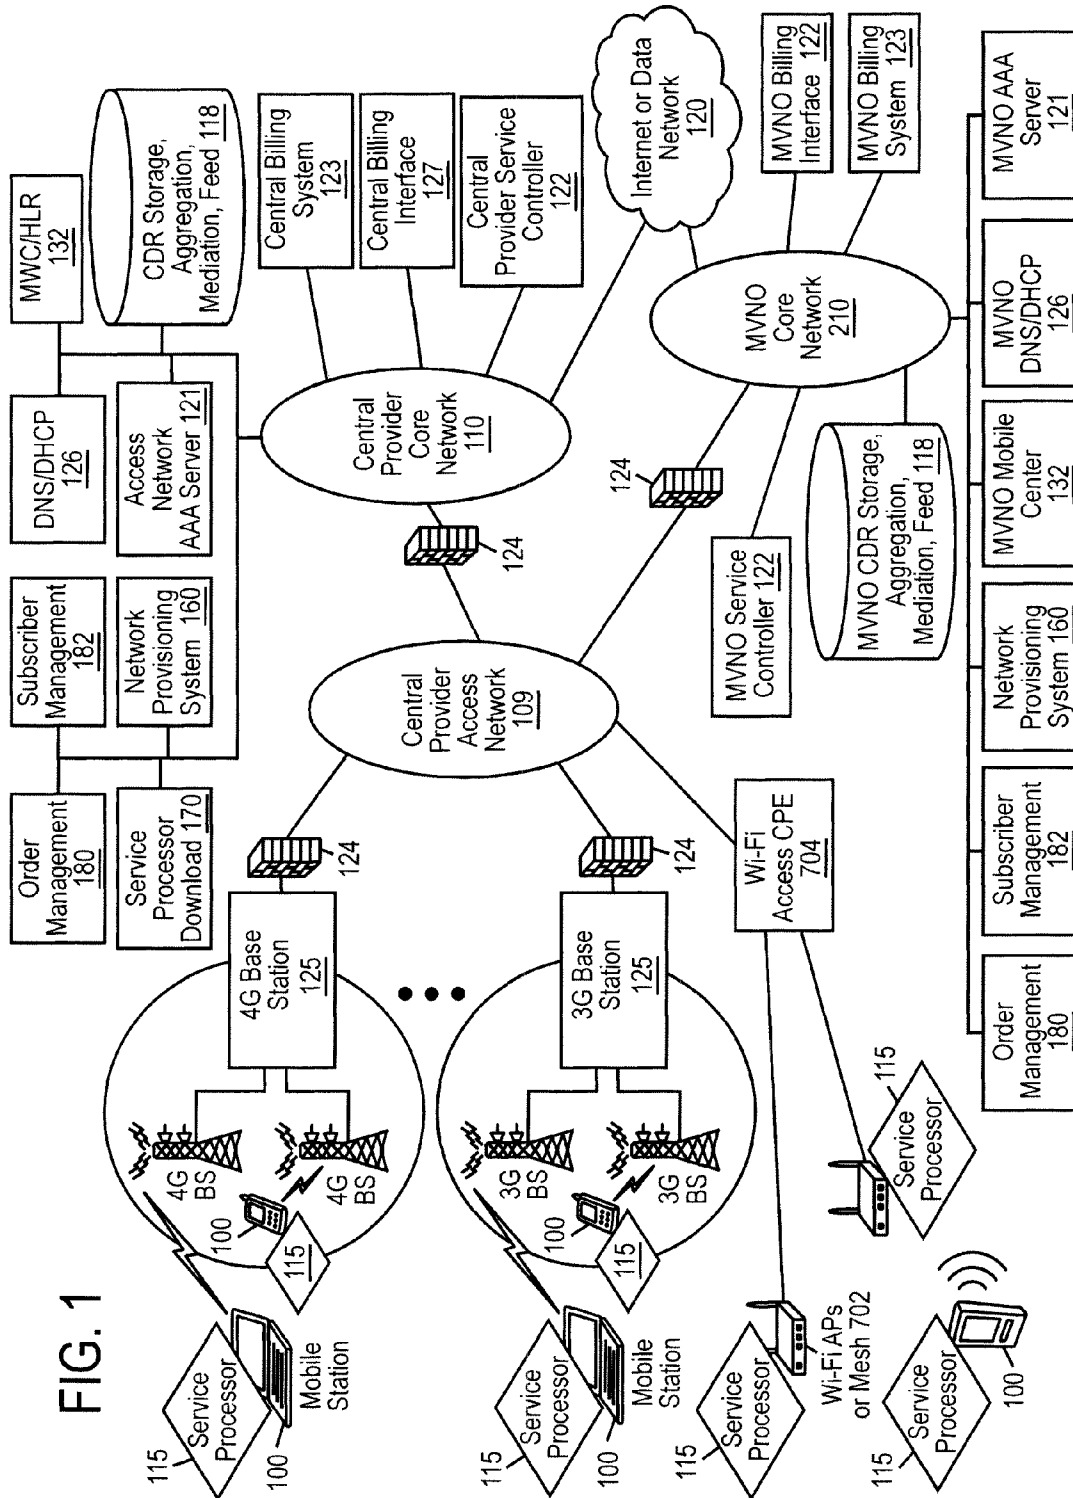 FIG. 1
Order
Management
180
Subscriber
Management
182
DNS/DHCP
126
MWC/HLR
132
Service
Processor
Download 170
Network
Provisioning
System 160
Access
Network
AAA Server 121
CDR Storage,
Aggregation,
Mediation, Feed 118
115
Service
Processor
100
Mobile
Station
4G
BS
4G
BS
100
115
4G Base
Station
125
124
Central
Provider
Access
Network
109
124
Central
Provider
Core
Network
110
Central Billing
System
123
Central Billing
Interface
127
Central
Provider Service
Controller
122
115
Service
Processor
100
Mobile
Station
3G
BS
3G
BS
100
115
3G Base
Station
125
124
124
Internet or Data
Network
120
115
Service
Processor
Wi-Fi APs
or Mesh 702
Wi-Fi
Access CPE
704
MVNO Service
Controller 122
MVNO
Core
Network
210
MVNO Billing
Interface 122
MVNO Billing
System 123
115
Service
Processor
100
Service
Processor
115
MVNO CDR Storage,
Aggregation,
Mediation, Feed 118
Order
Management
180
Subscriber
Management
182
Network
Provisioning
System 160
MVNO Mobile
Center
132
MVNO
DNS/DHCP
126
MVNO AAA
Server
121